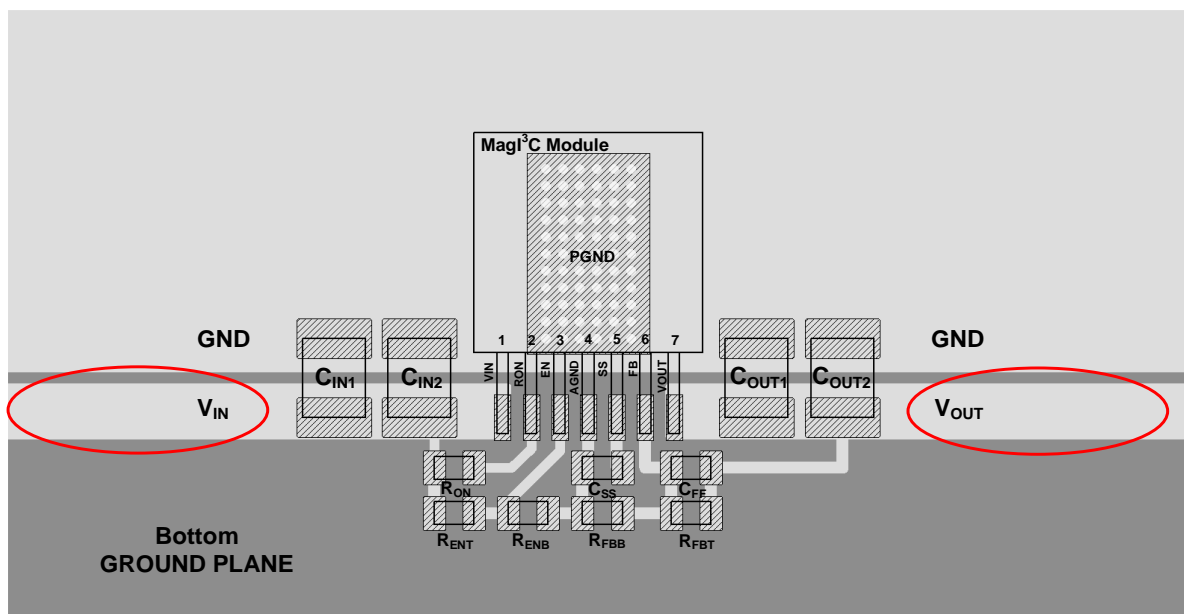 MagI³C Module
PGND
1 2 3 4 5 6 7
VIN
RON
EN
AGND
SS
FB
VOUT
GND
GND
CIN1
CIN2
COUT1
COUT2
VIN
VOUT
RON
CSS
CFF
RENT
RENB
RFBB
RFBT
Bottom
GROUND PLANE